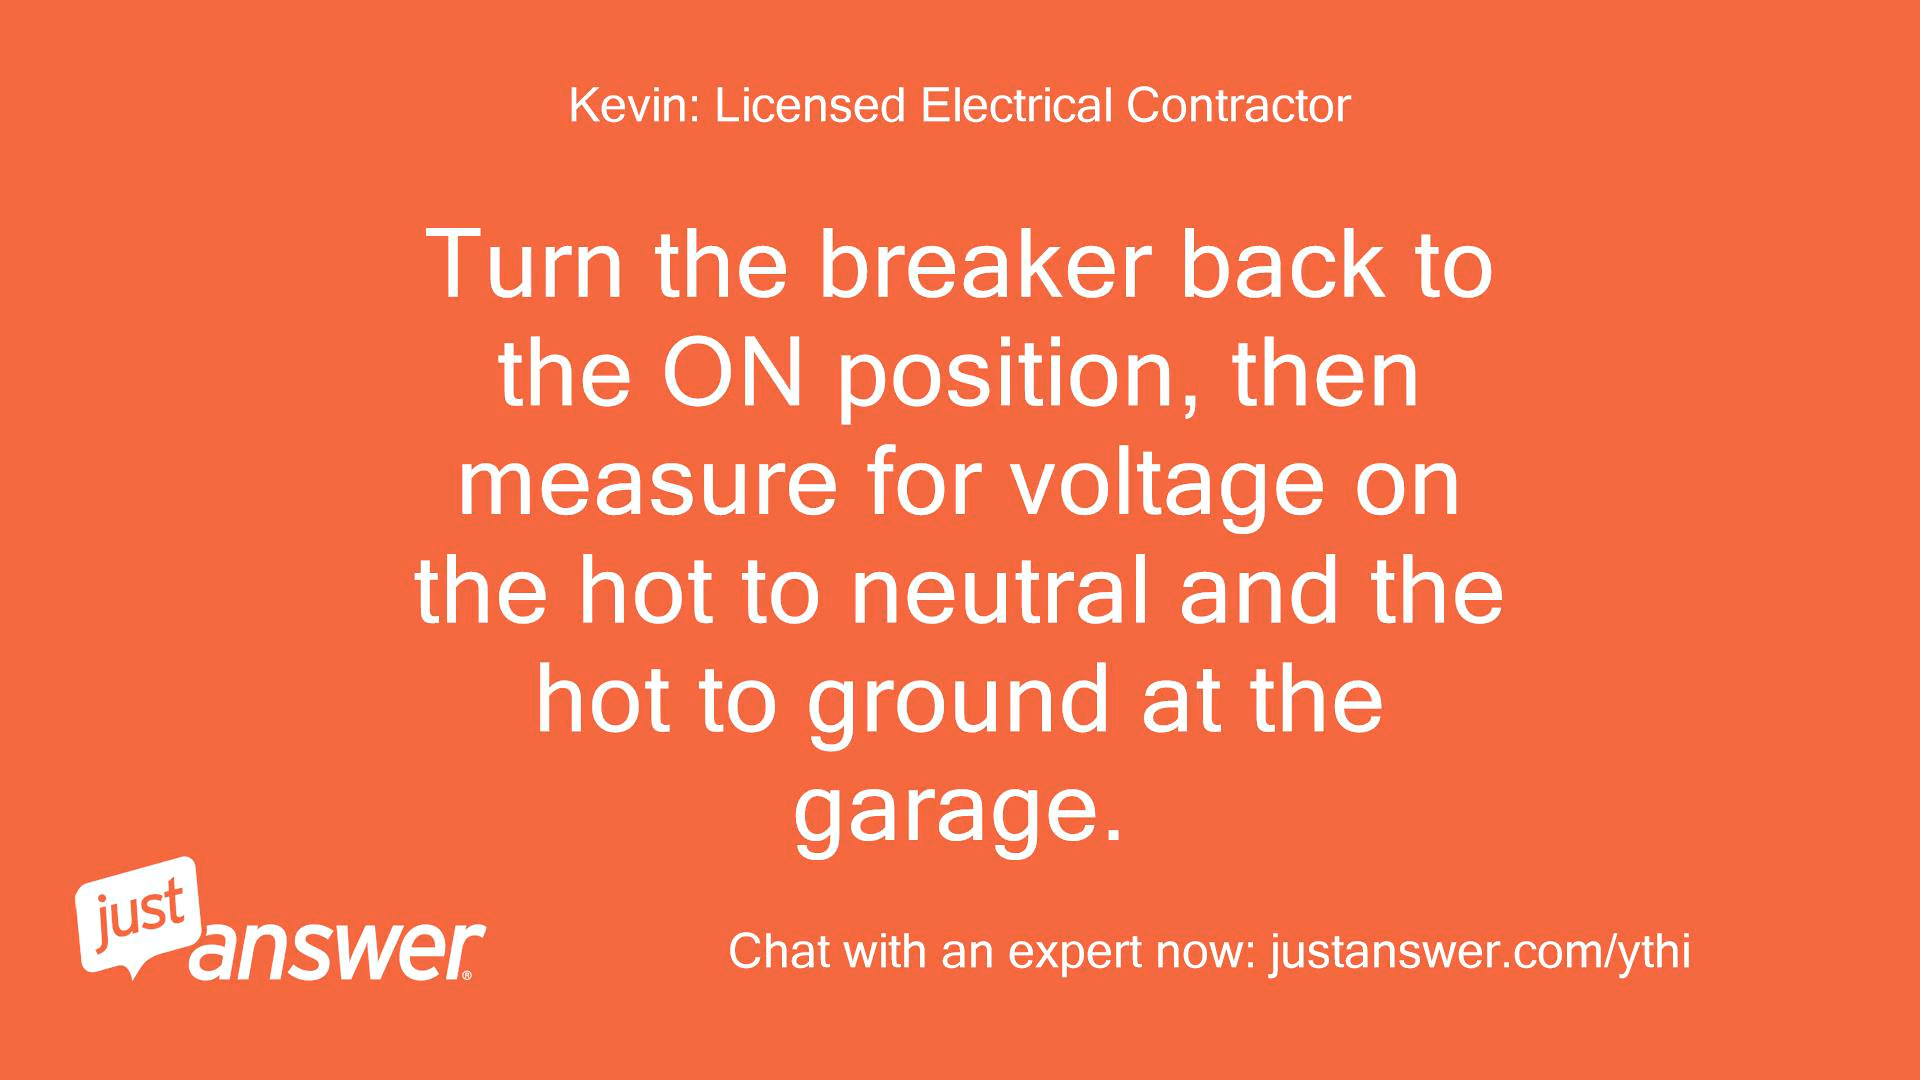 Kevin: Licensed Electrical Contractor
Turn the breaker back to
the ON position, then
measure for voltage on
the hot to neutral and the
hot to ground at the
garage.
just
answer®
Chat with an expert now: justanswer.com/ythi